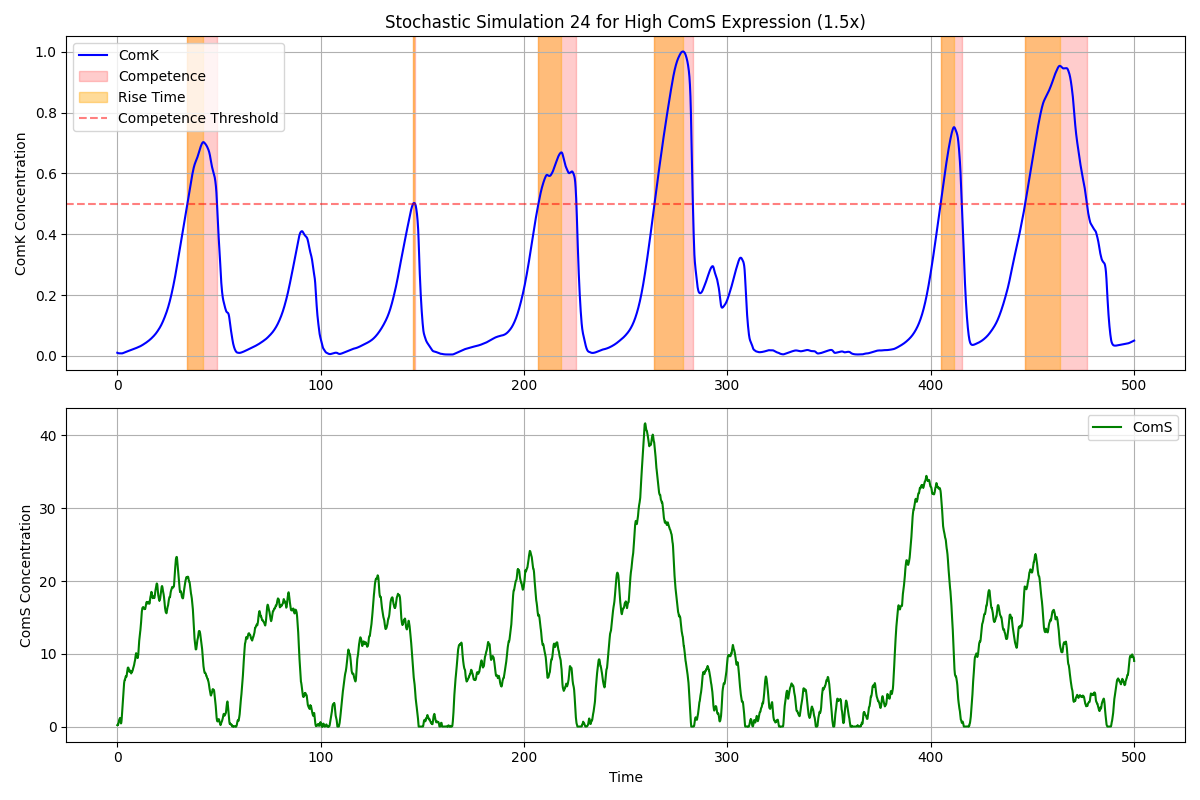 Stochastic Simulation 24 for High ComS Expression (1.5x)
ComK
Competence
Rise Time
Competence Threshold
ComK Concentration
1.0
0.8
0.6
0.4
0.2
0.0
0 100 200 300 400 500
ComS
ComS Concentration
40
30
20
10
0
0 100 200 300 400 500
Time